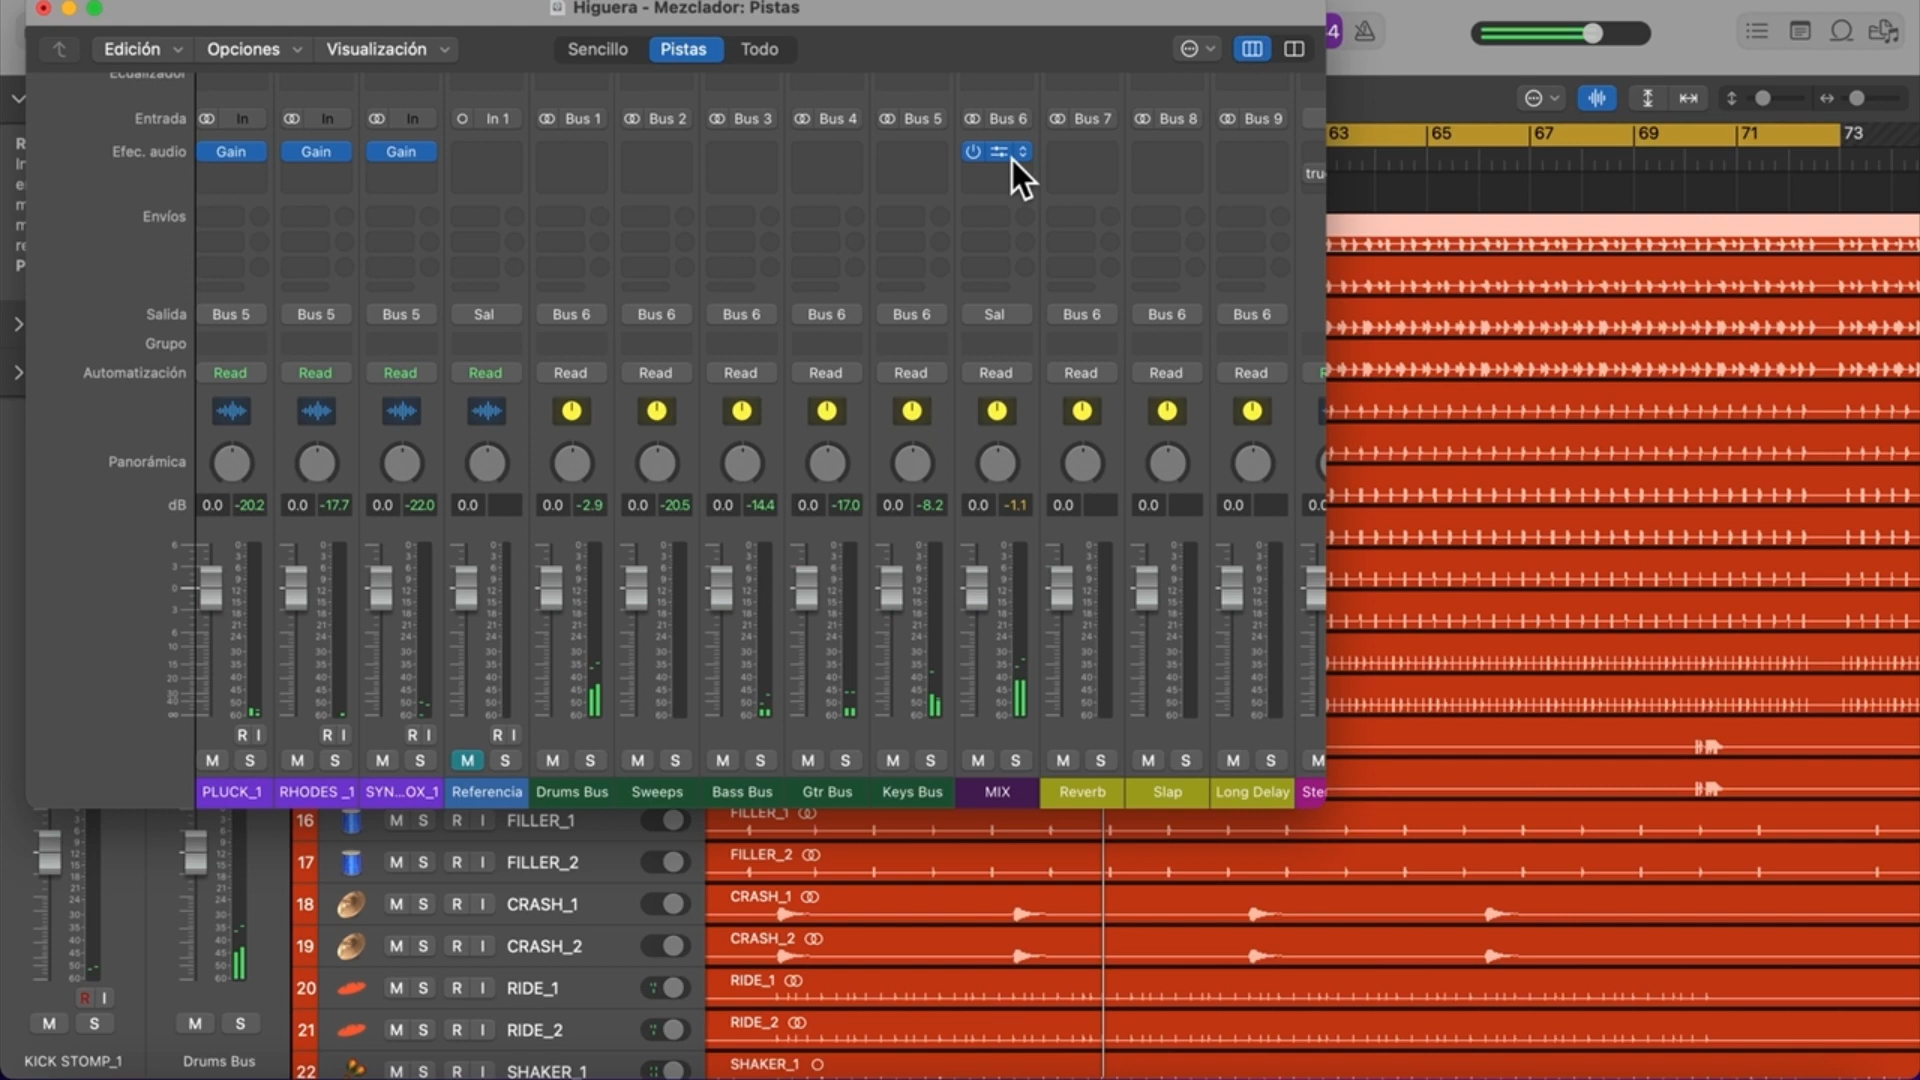 Higuera - Mezclador: Pistas
Edición Opciones Visualización Sencillo Pistas Todo
Ecualizador
Entrada In In In In 1 Bus 1 Bus 2 Bus 3 Bus 4 Bus 5 Bus 6 Bus 7 Bus 8 Bus 9
Efec. audio Gain Gain Gain
Envíos
Salida Bus 5 Bus 5 Bus 5 Sal Bus 6 Bus 6 Bus 6 Bus 6 Bus 6 Sal Bus 6 Bus 6 Bus 6
Grupo
Automatización Read Read Read Read Read Read Read Read Read Read Read Read Read
Panorámica
dB 0.0 -20.2 0.0 -17.7 0.0 -22.0 0.0 0.0 -2.9 0.0 -20.5 0.0 -14.4 0.0 -17.0 0.0 -8.2 0.0 -1.1 0.0 0.0 0.0
R I R I R I R I
M S M S M S M S M S M S M S M S M S M S M S M S M S M
PLUCK_1 RHODES _1 SYN...OX_1 Referencia Drums Bus Sweeps Bass Bus Gtr Bus Keys Bus MIX Reverb Slap Long Delay
63 65 67 69 71 73
16 M S R I FILLER_1 FILLER_1
17 M S R I FILLER_2 FILLER_2
18 M S R I CRASH_1 CRASH_1
19 M S R I CRASH_2 CRASH_2
20 M S R I RIDE_1 RIDE_1
21 M S R I RIDE_2 RIDE_2
22 M S R I SHAKER_1 SHAKER_1
R I
M S M S
KICK STOMP_1 Drums Bus